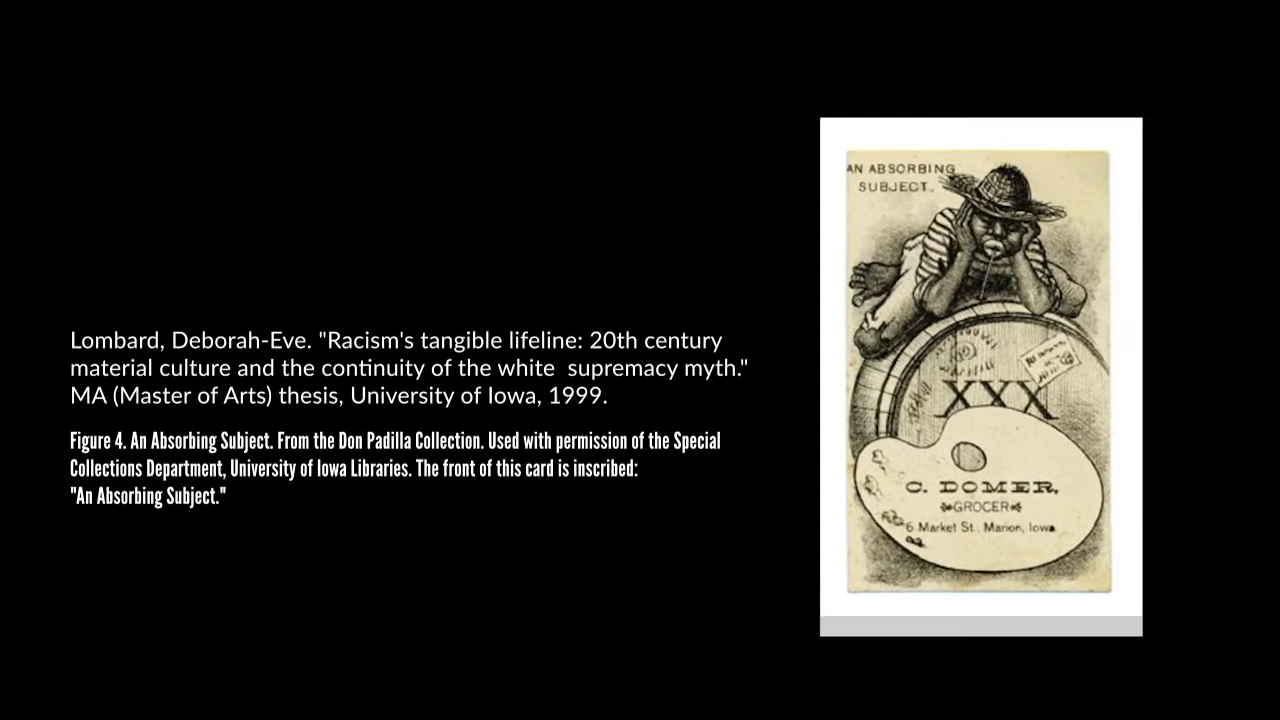 Lombard, Deborah-Eve. "Racism's tangible lifeline: 20th century
material culture and the continuity of the white  supremacy myth."
MA (Master of Arts) thesis, University of Iowa, 1999.
Figure 4. An Absorbing Subject. From the Don Padilla Collection. Used with permission of the Special
Collections Department, University of Iowa Libraries. The front of this card is inscribed:
"An Absorbing Subject."
AN ABSORBING
SUBJECT.
XXX
C. DOMER,
GROCER
6 Market St., Marion, Iowa.